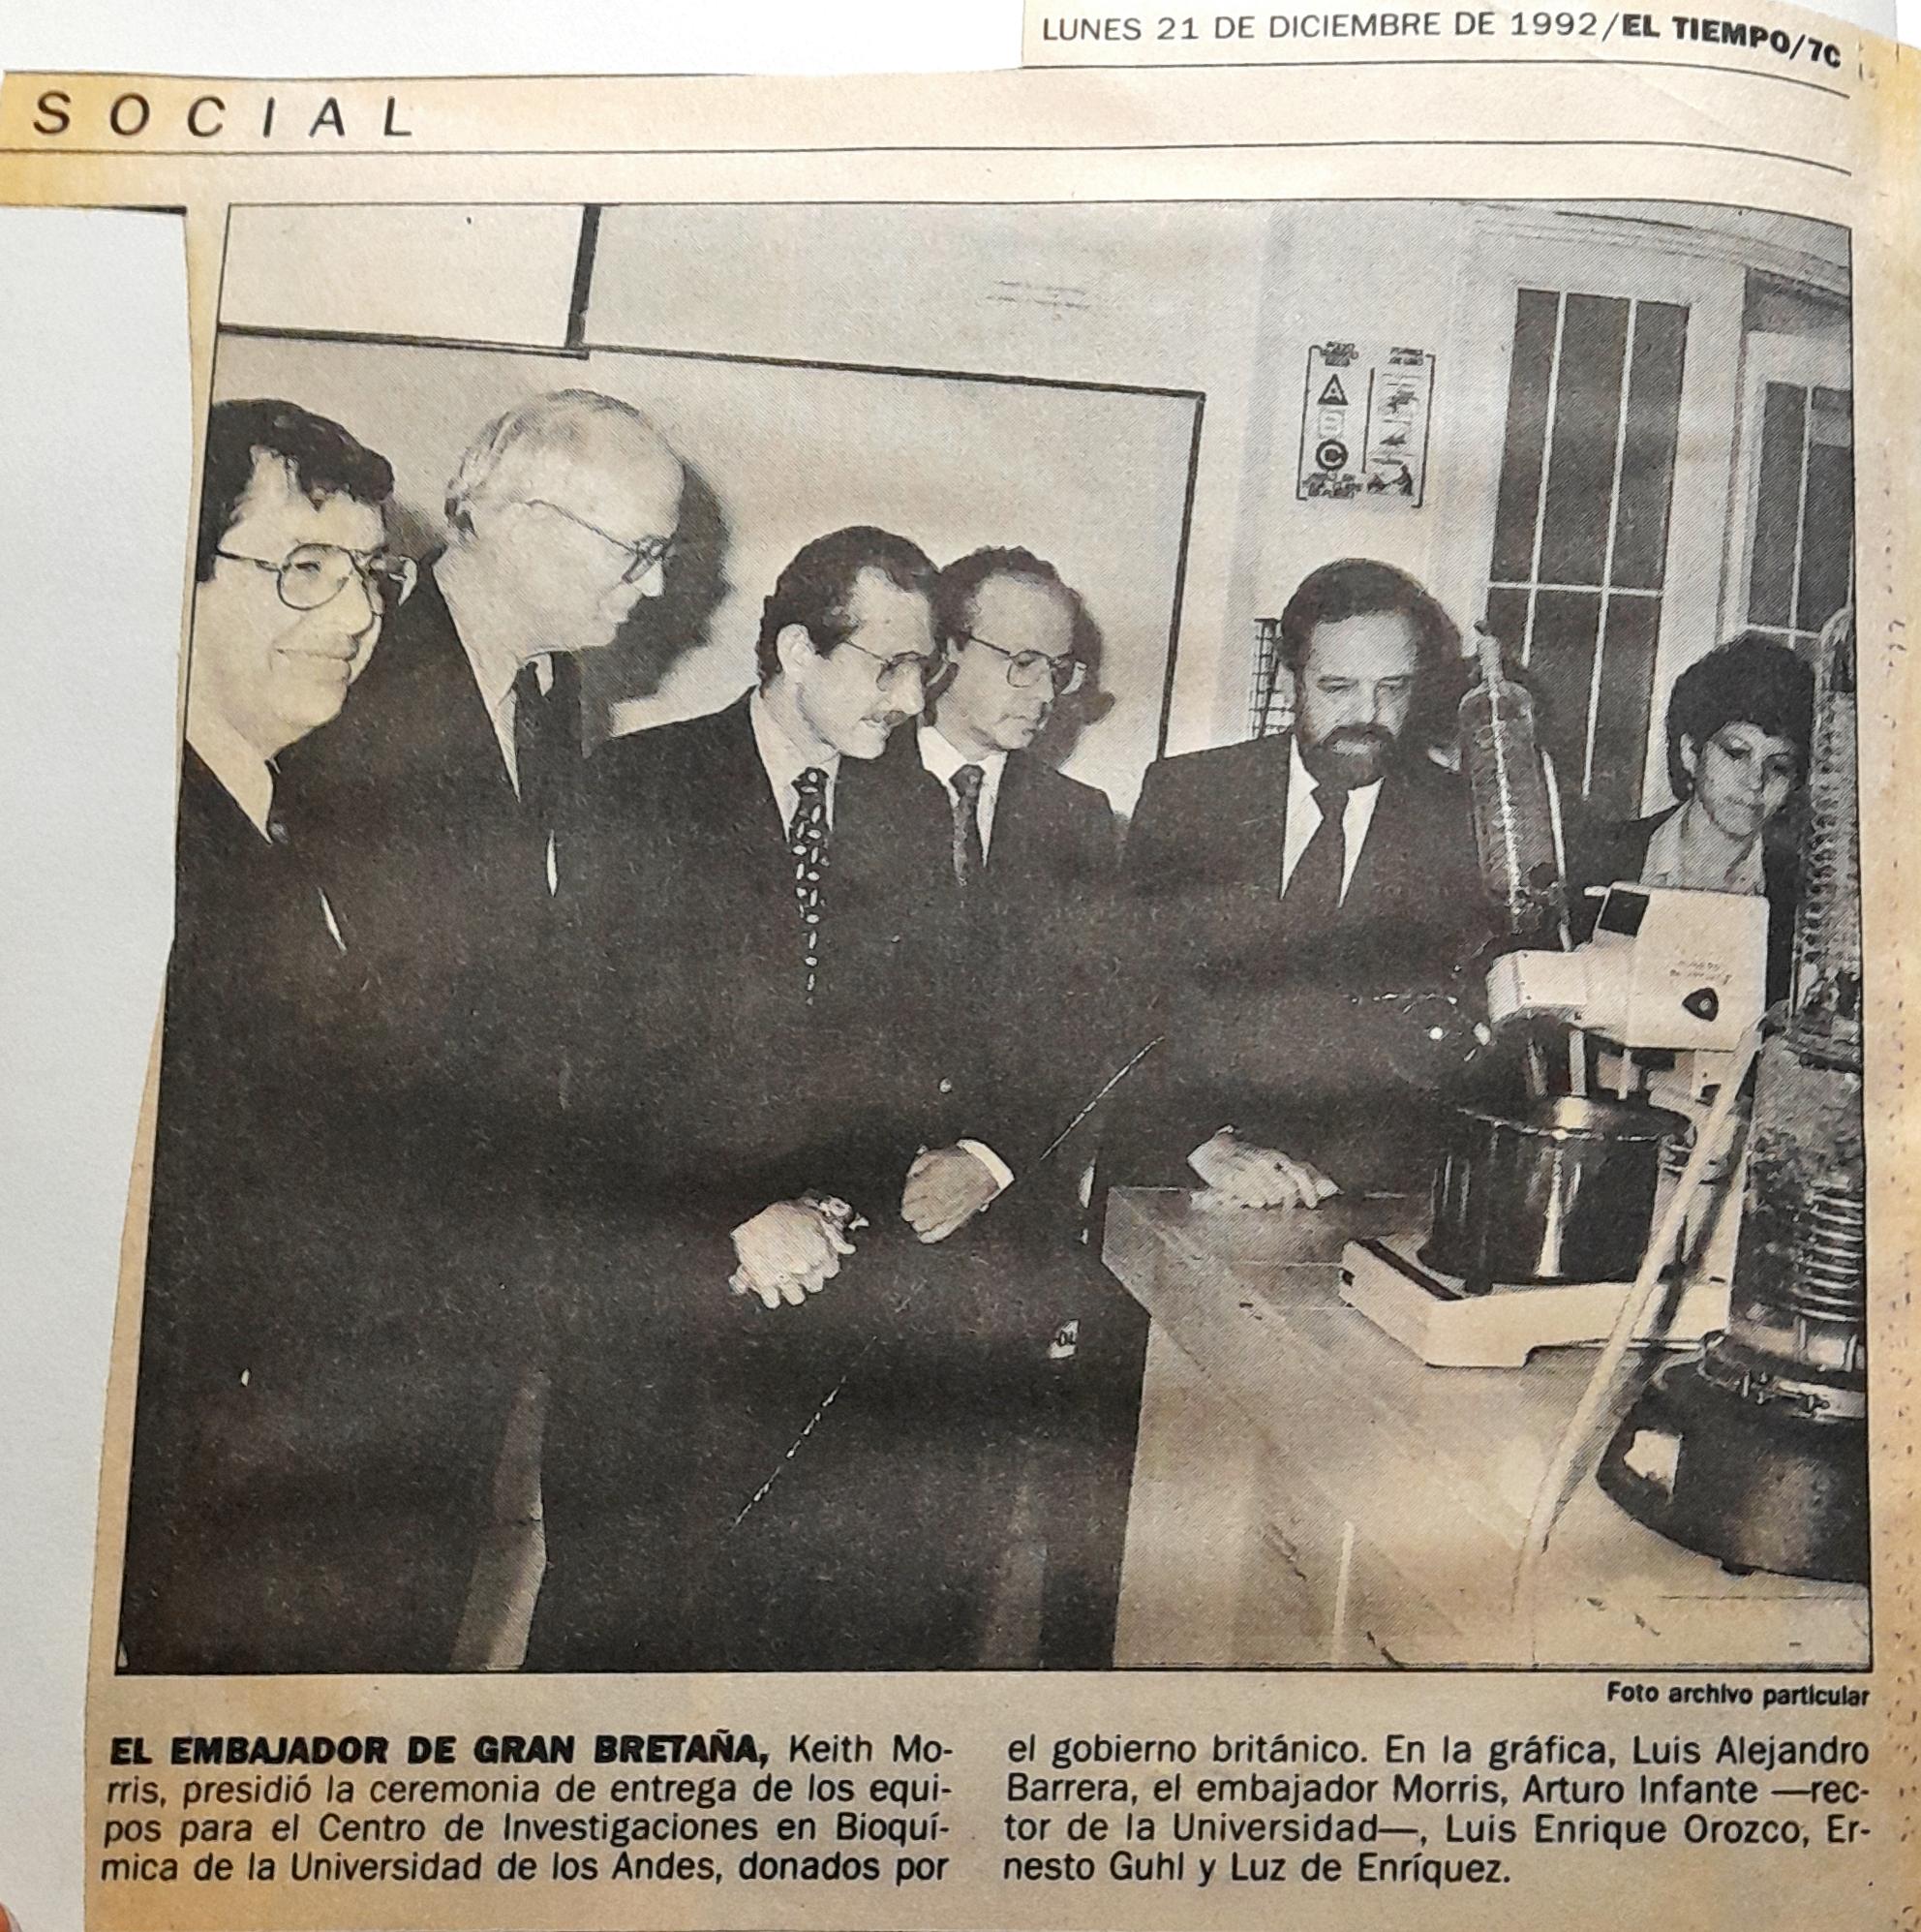 LUNES 21 DE DICIEMBRE DE 1992/EL TIEMPO/7C
SOCIAL
A
B
C
Foto archivo particular
EL EMBAJADOR DE GRAN BRETAÑA, Keith Mo-
rris, presidió la ceremonia de entrega de los equi-
pos para el Centro de Investigaciones en Bioquí-
mica de la Universidad de los Andes, donados por
el gobierno británico. En la gráfica, Luis Alejandro
Barrera, el embajador Morris, Arturo Infante —rec-
tor de la Universidad—, Luis Enrique Orozco, Er-
nesto Guhl y Luz de Enríquez.